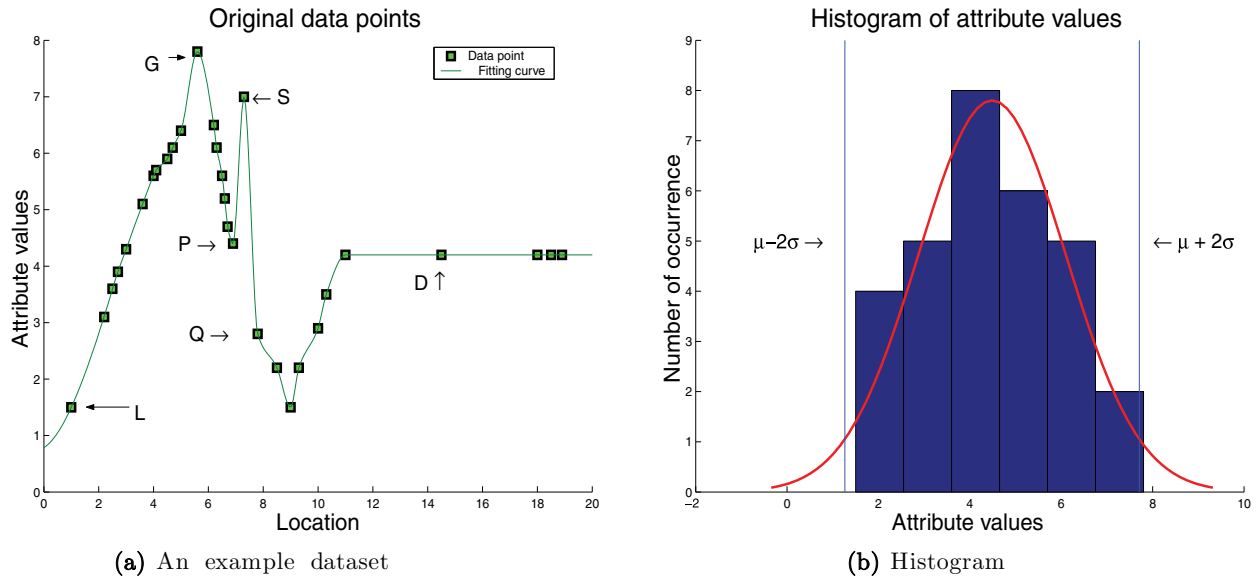 Original data points
Attribute values
8
7
6
5
4
3
2
1
0
G
S
P
Q
D ↑
L
Data point
Fitting curve
0 2 4 6 8 10 12 14 16 18 20
Location
(a) An example dataset
Histogram of attribute values
Number of occurrence
9
8
7
6
5
4
3
2
1
0
μ−2σ →
← μ + 2σ
−2 0 2 4 6 8 10
Attribute values
(b) Histogram